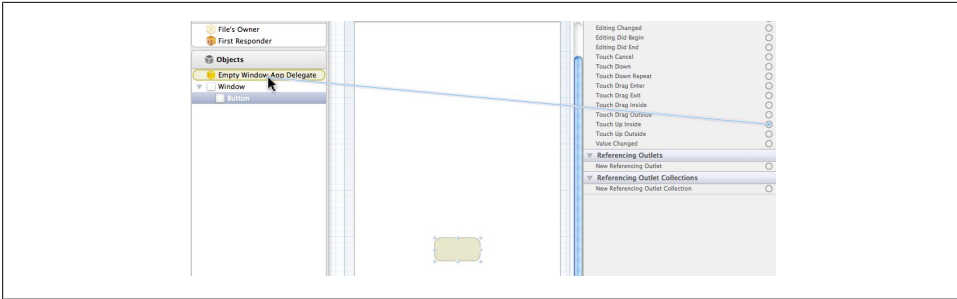 File's Owner
First Responder
Objects
Empty Window App Delegate
Window
Button
Editing Changed
Editing Did Begin
Editing Did End
Touch Cancel
Touch Down
Touch Down Repeat
Touch Drag Enter
Touch Drag Exit
Touch Drag Inside
Touch Drag Outside
Touch Up Inside
Touch Up Outside
Value Changed
Referencing Outlets
New Referencing Outlet
Referencing Outlet Collections
New Referencing Outlet Collection